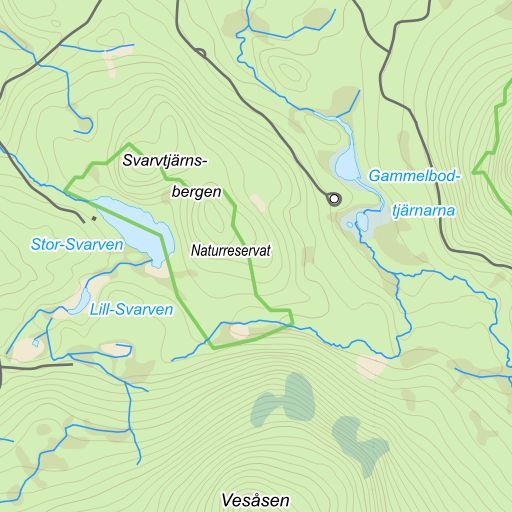 Svarvtjärns-
bergen
Gammelbod-
tjärnarna
Stor-Svarven
Naturreservat
Lill-Svarven
Vesåsen